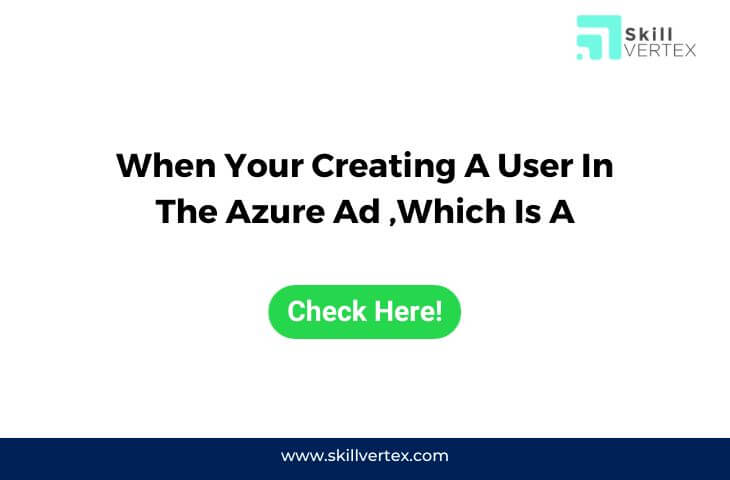 Skill
VERTEX
When Your Creating A User In
The Azure Ad ,Which Is A
Check Here!
www.skillvertex.com